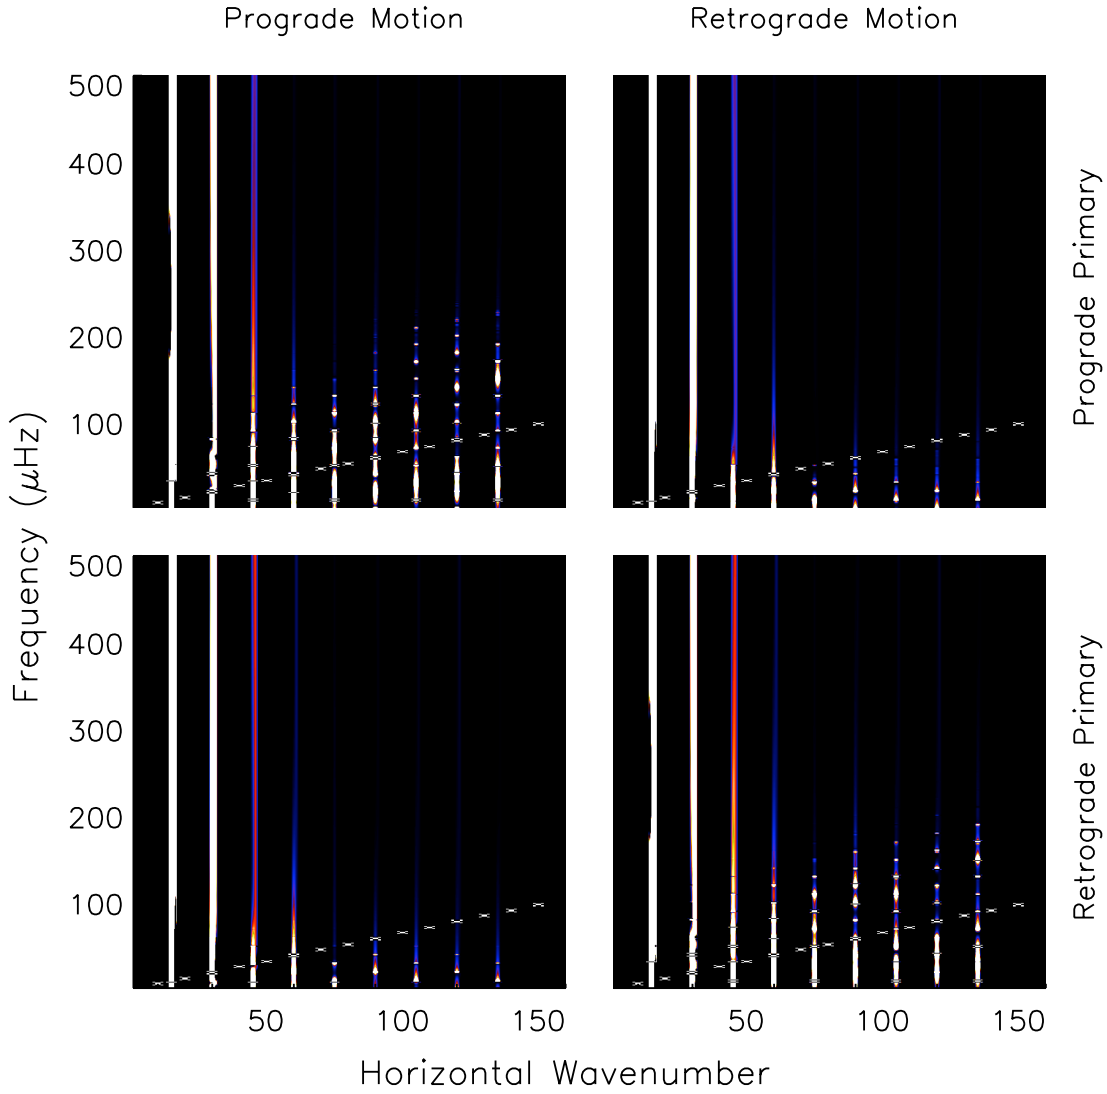 Prograde Motion
Retrograde Motion
500
400
300
200
100
Prograde Primary
Frequency (μHz)
500
400
300
200
100
Retrograde Primary
50
100
150
50
100
150
Horizontal Wavenumber